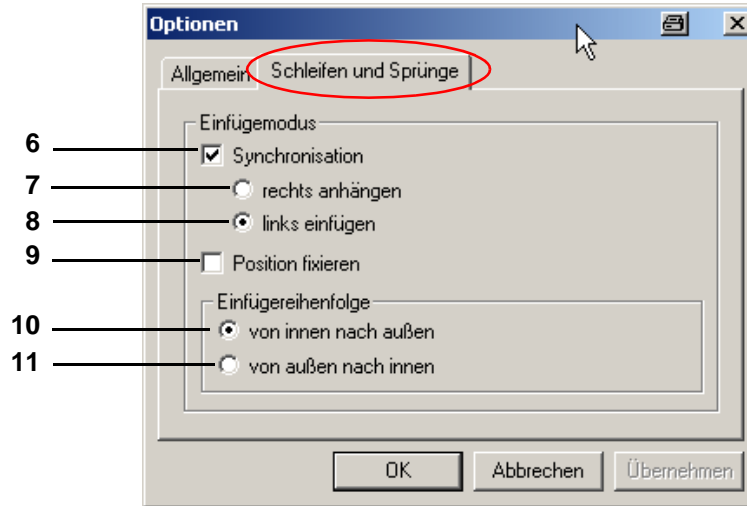 Optionen
Allgemein Schleifen und Sprünge
Einfügemodus
6 Synchronisation
7 rechts anhängen
8 links einfügen
9 Position fixieren
Einfügereihenfolge
10 von innen nach außen
11 von außen nach innen
OK Abbrechen Übernehmen